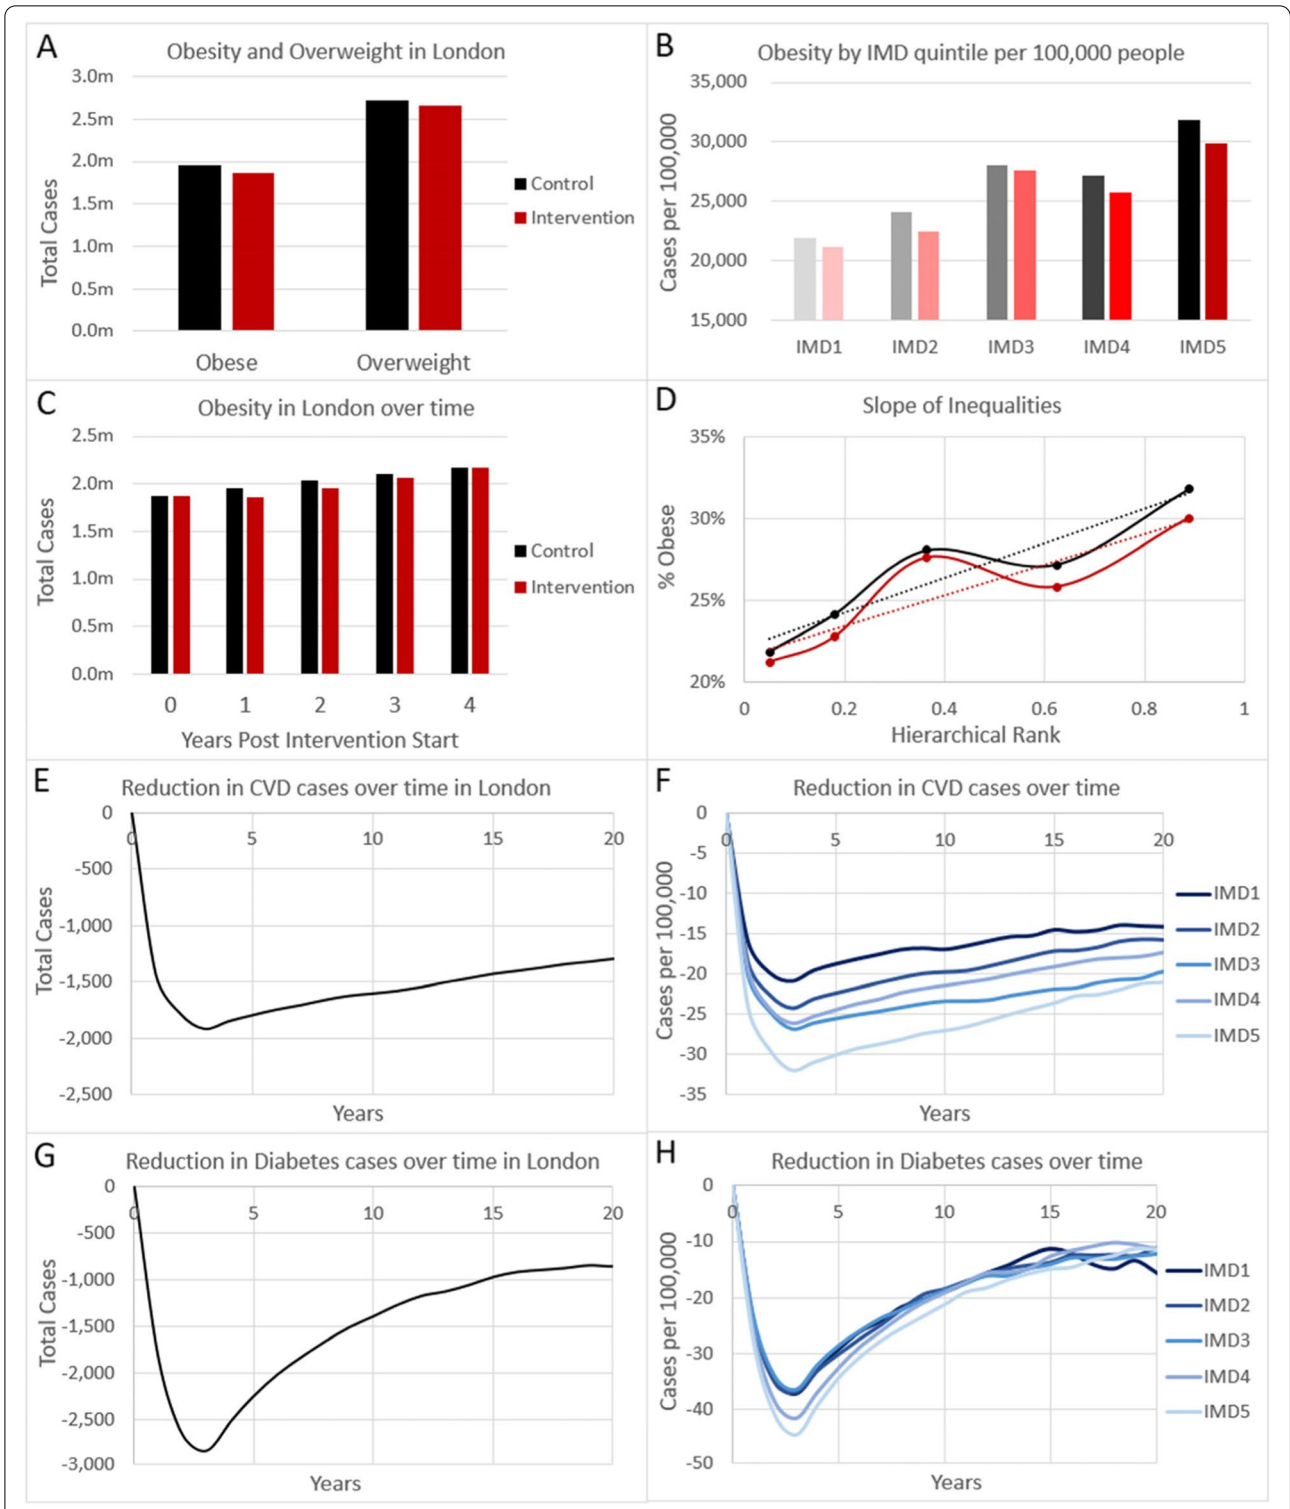 A
Obesity and Overweight in London
3.0m
2.5m
2.0m
1.5m
1.0m
0.5m
0.0m
Total Cases
Obese
Overweight
Control
Intervention
B
Obesity by IMD quintile per 100,000 people
35,000
30,000
25,000
20,000
15,000
Cases per 100,000
IMD1
IMD2
IMD3
IMD4
IMD5
C
Obesity in London over time
2.5m
2.0m
1.5m
1.0m
0.5m
0.0m
Total Cases
0 1 2 3 4
Years Post Intervention Start
Control
Intervention
D
Slope of Inequalities
35%
30%
25%
20%
% Obese
0 0.2 0.4 0.6 0.8 1
Hierarchical Rank
E
Reduction in CVD cases over time in London
0
-500
-1,000
-1,500
-2,000
-2,500
Total Cases
0 5 10 15 20
Years
F
Reduction in CVD cases over time
0
-5
-10
-15
-20
-25
-30
-35
Cases per 100,000
0 5 10 15 20
Years
IMD1
IMD2
IMD3
IMD4
IMD5
G
Reduction in Diabetes cases over time in London
0
-500
-1,000
-1,500
-2,000
-2,500
-3,000
Total Cases
0 5 10 15 20
Years
H
Reduction in Diabetes cases over time
0
-10
-20
-30
-40
-50
Cases per 100,000
0 5 10 15 20
Years
IMD1
IMD2
IMD3
IMD4
IMD5